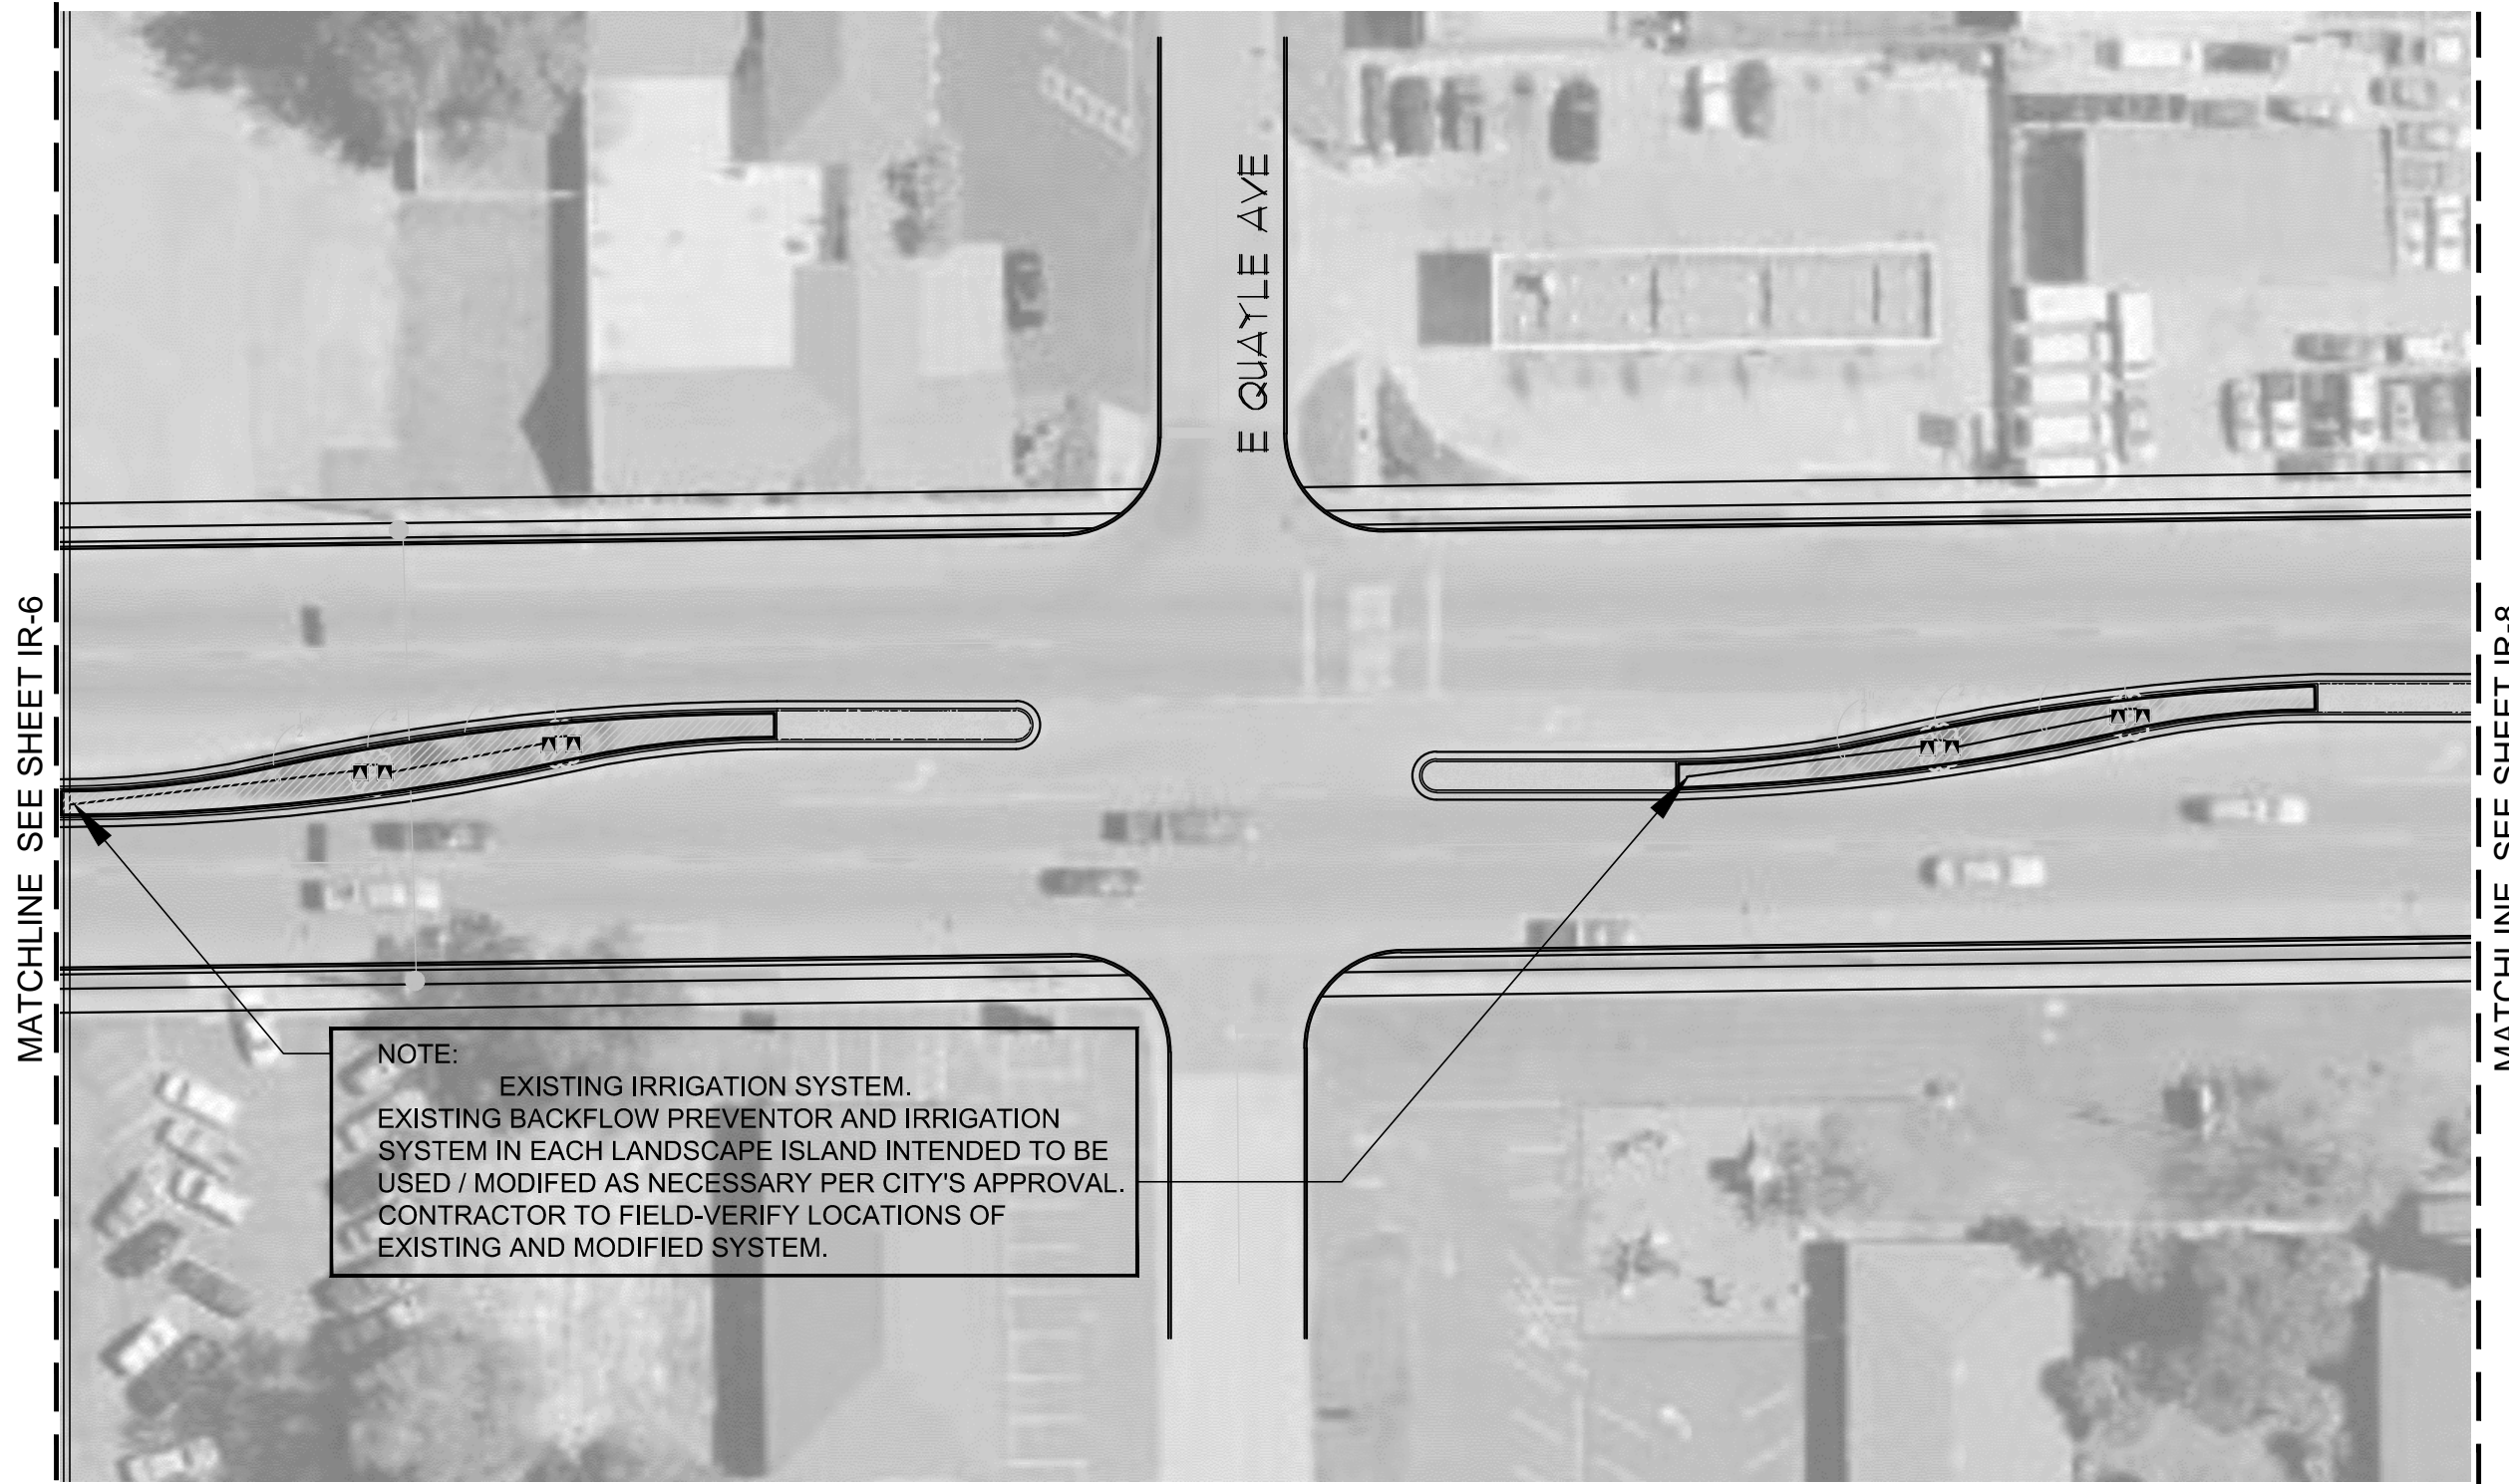 E QUAYLE AVE
MATCHLINE SEE SHEET IR-6
MATCHLINE SEE SHEET IR-8
NOTE:
EXISTING IRRIGATION SYSTEM.
EXISTING BACKFLOW PREVENTOR AND IRRIGATION
SYSTEM IN EACH LANDSCAPE ISLAND INTENDED TO BE
USED / MODIFED AS NECESSARY PER CITY'S APPROVAL.
CONTRACTOR TO FIELD-VERIFY LOCATIONS OF
EXISTING AND MODIFIED SYSTEM.